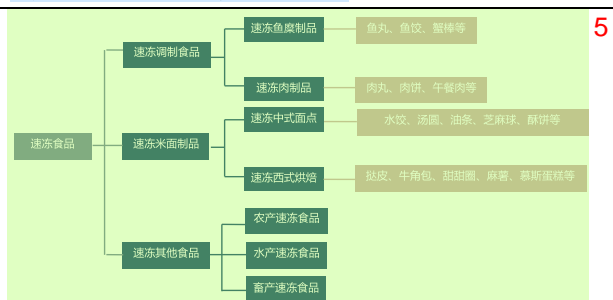 速冻鱼糜制品
鱼丸、鱼饺、蟹棒等
5
速冻调制食品
速冻肉制品
肉丸、肉饼、午餐肉等
速冻中式面点
水饺、汤圆、油条、芝麻球、酥饼等
速冻食品
速冻米面制品
速冻西式烘焙
挞皮、牛角包、甜甜圈、麻薯、慕斯蛋糕等
农产速冻食品
速冻其他食品
水产速冻食品
畜产速冻食品